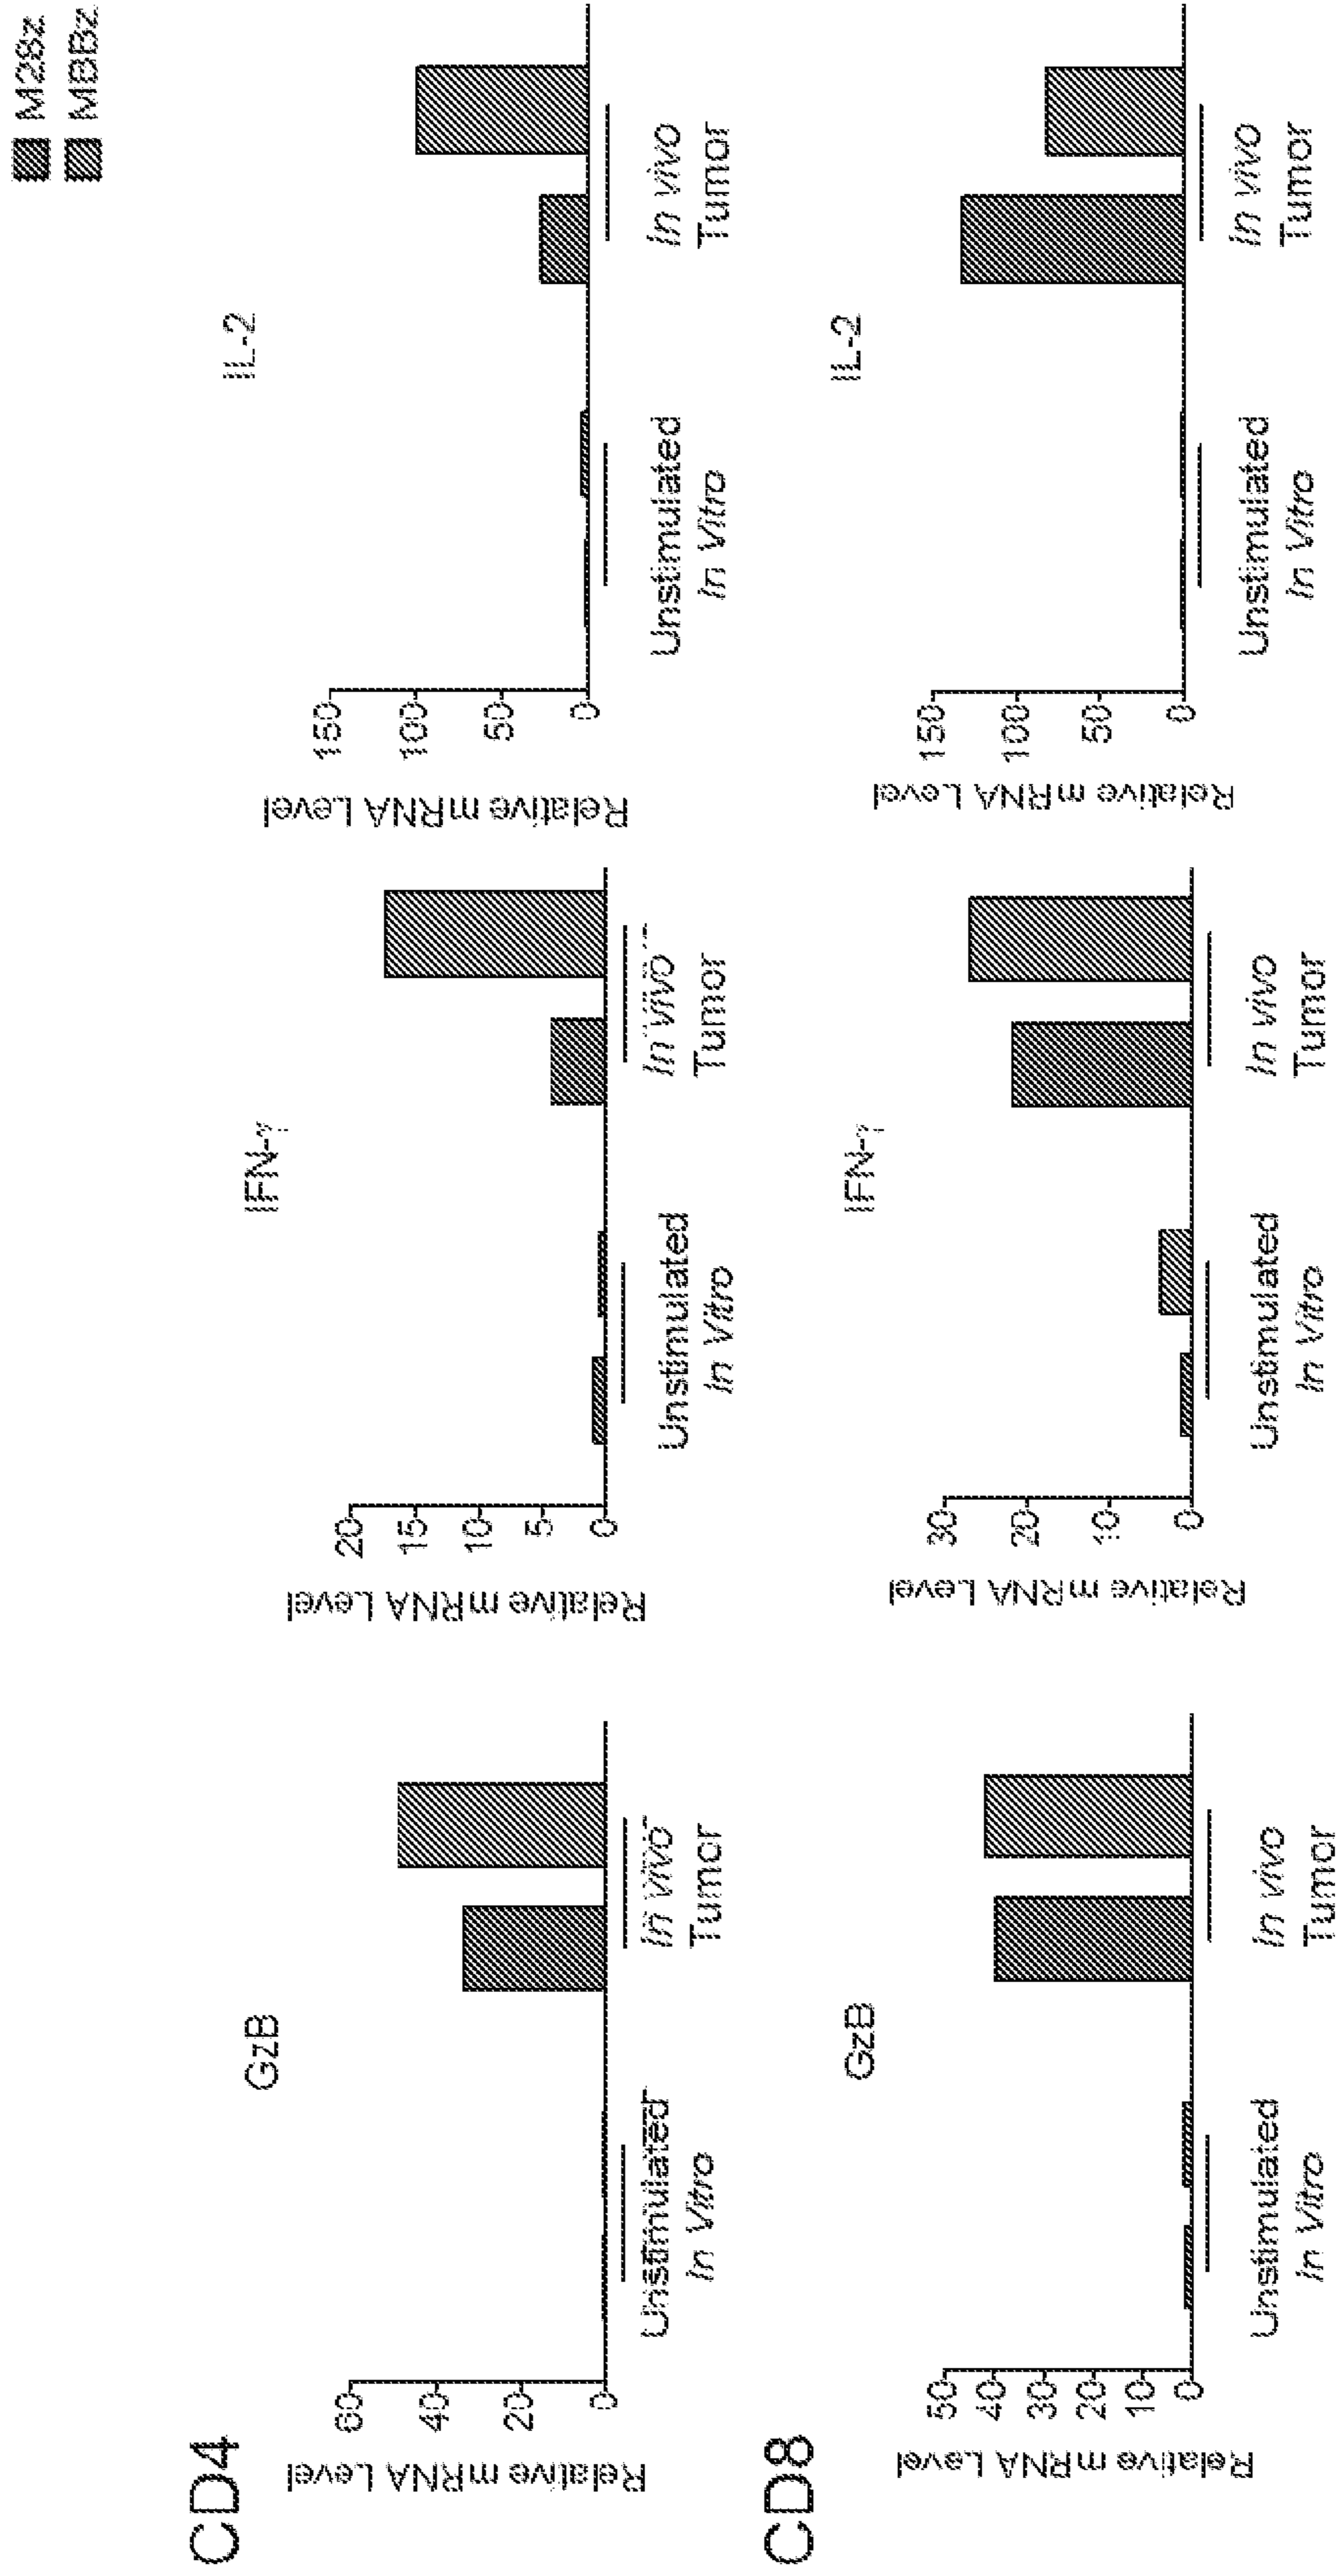 M28z
MBBz
CD4
GzB
Relative mRNA Level
60
40
20
0
Unstimulated
In Vitro
In vivo
Tumor
IFN-γ
Relative mRNA Level
20
15
10
5
0
Unstimulated
In Vitro
In vivo
Tumor
IL-2
Relative mRNA Level
150
100
50
0
Unstimulated
In Vitro
In vivo
Tumor
CD8
GzB
Relative mRNA Level
50
40
30
20
10
0
Unstimulated
In Vitro
In vivo
Tumor
IFN-γ
Relative mRNA Level
30
20
10
0
Unstimulated
In Vitro
In vivo
Tumor
IL-2
Relative mRNA Level
150
100
50
0
Unstimulated
In Vitro
In vivo
Tumor